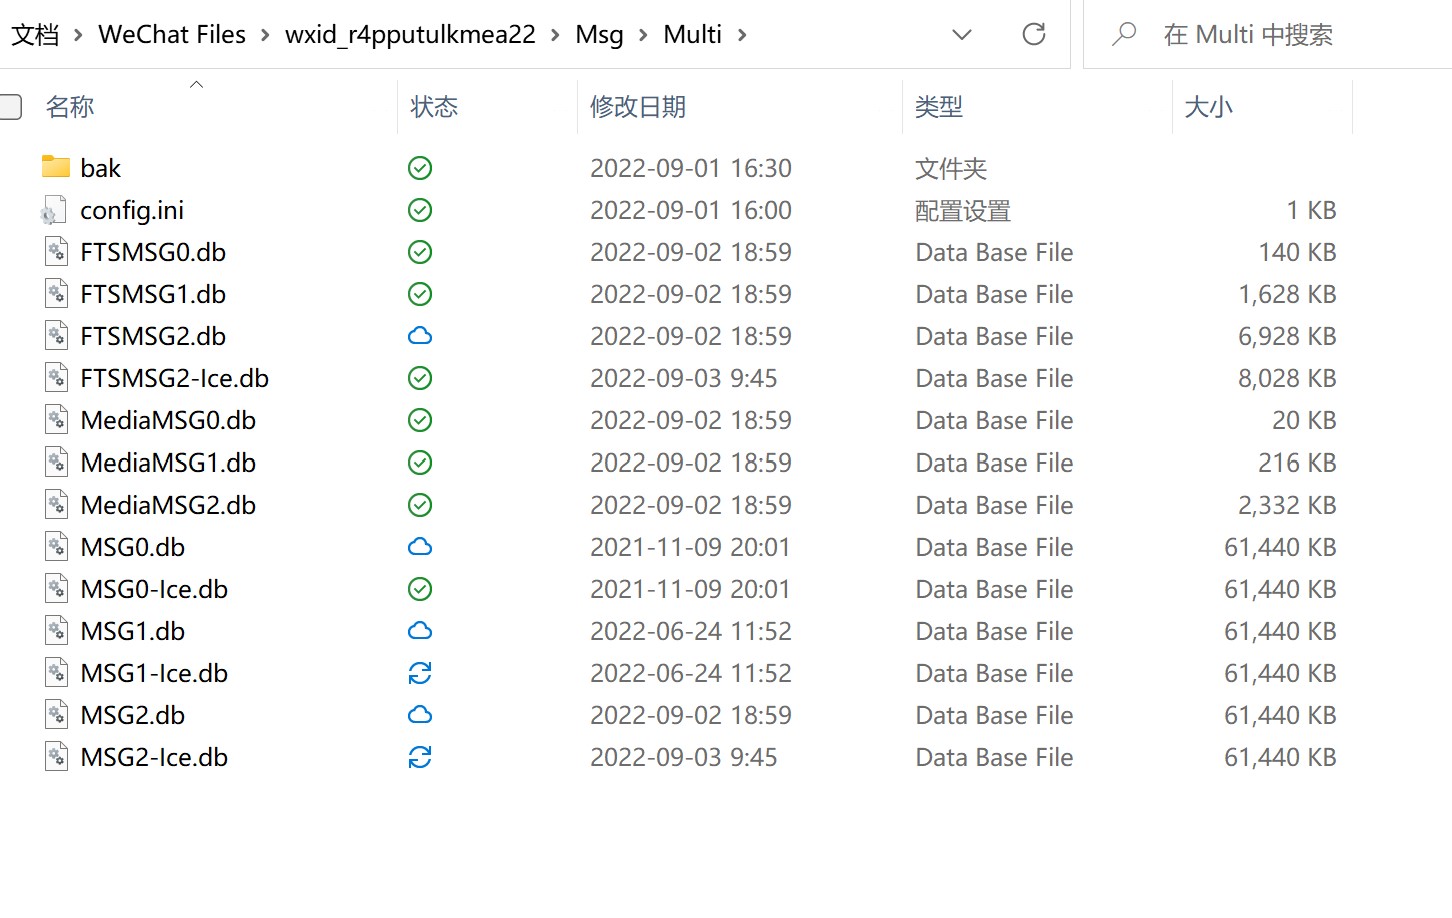 文档 > WeChat Files > wxid_r4pputulkmea22 > Msg > Multi > 在 Multi 中搜索
名称 状态 修改日期 类型 大小
bak 2022-09-01 16:30 文件夹
config.ini 2022-09-01 16:00 配置设置 1 KB
FTSMSG0.db 2022-09-02 18:59 Data Base File 140 KB
FTSMSG1.db 2022-09-02 18:59 Data Base File 1,628 KB
FTSMSG2.db 2022-09-02 18:59 Data Base File 6,928 KB
FTSMSG2-Ice.db 2022-09-03 9:45 Data Base File 8,028 KB
MediaMSG0.db 2022-09-02 18:59 Data Base File 20 KB
MediaMSG1.db 2022-09-02 18:59 Data Base File 216 KB
MediaMSG2.db 2022-09-02 18:59 Data Base File 2,332 KB
MSG0.db 2021-11-09 20:01 Data Base File 61,440 KB
MSG0-Ice.db 2021-11-09 20:01 Data Base File 61,440 KB
MSG1.db 2022-06-24 11:52 Data Base File 61,440 KB
MSG1-Ice.db 2022-06-24 11:52 Data Base File 61,440 KB
MSG2.db 2022-09-02 18:59 Data Base File 61,440 KB
MSG2-Ice.db 2022-09-03 9:45 Data Base File 61,440 KB